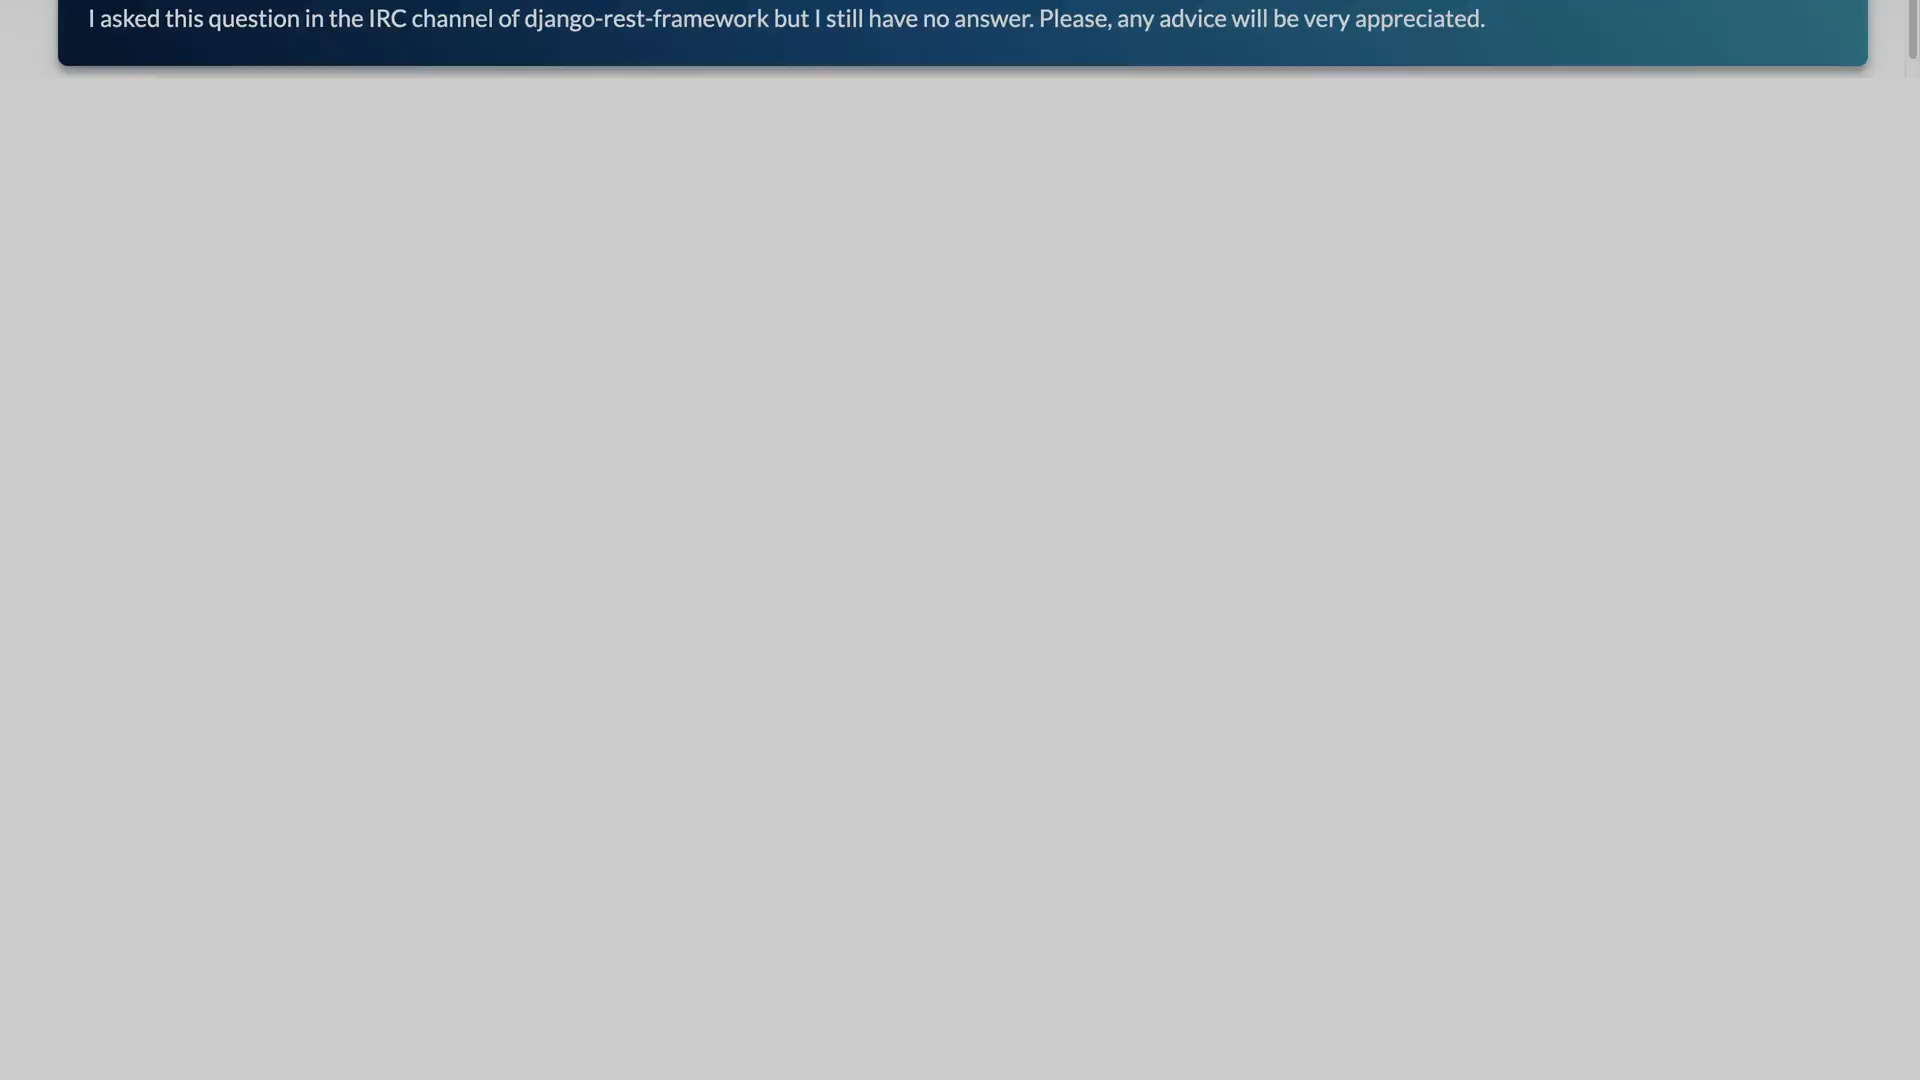 I asked this question in the IRC channel of django-rest-framework but I still have no answer. Please, any advice will be very appreciated.